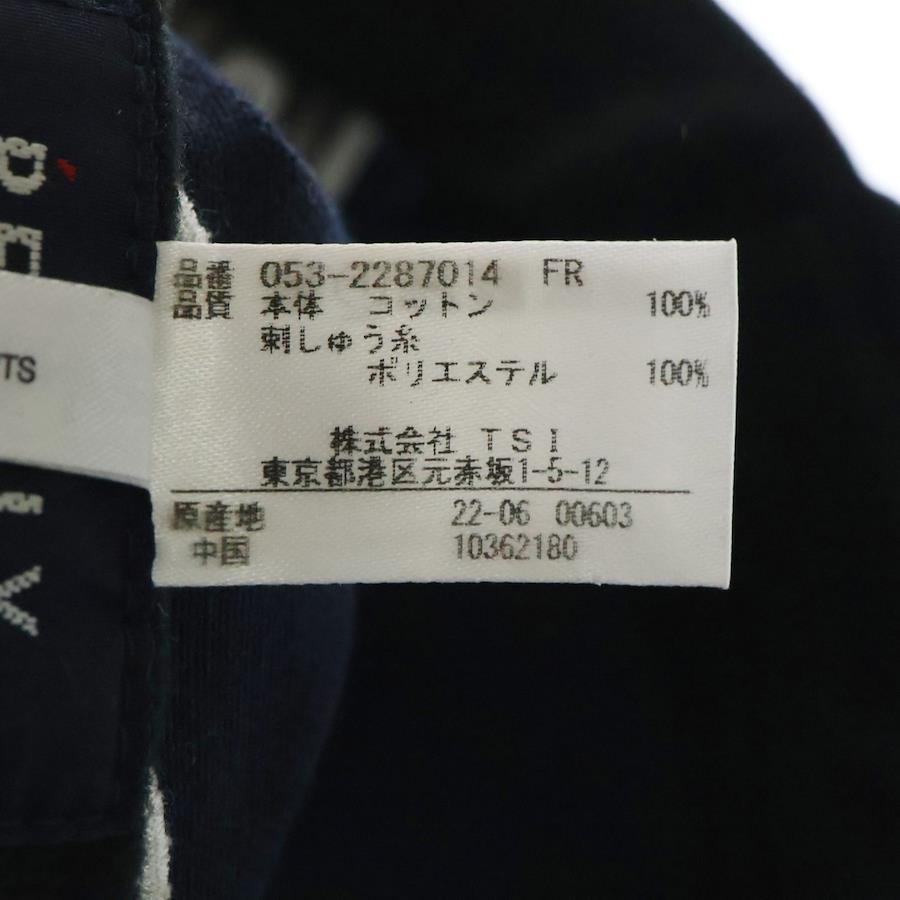 品番 053-2287014 FR
品質 本体 コットン 100%
刺しゅう糸
ポリエステル 100%
株式会社 TSI
東京都港区元赤坂1-5-12
原産地 22-06 00603
中国 10362180
TS